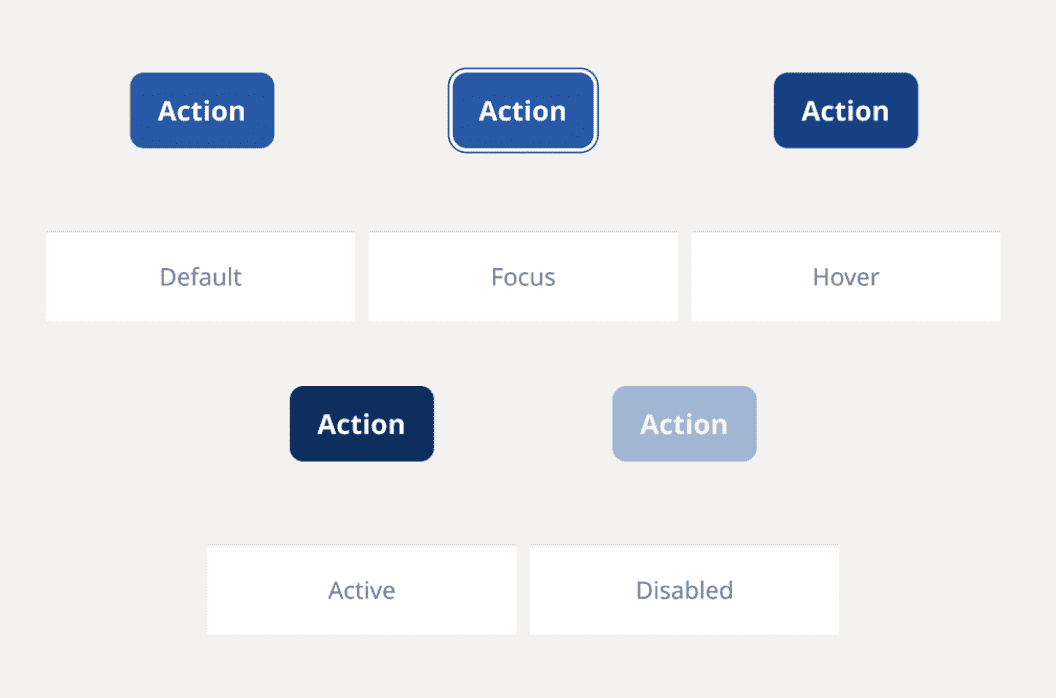 Action
Action
Action
Default
Focus
Hover
Action
Action
Active
Disabled